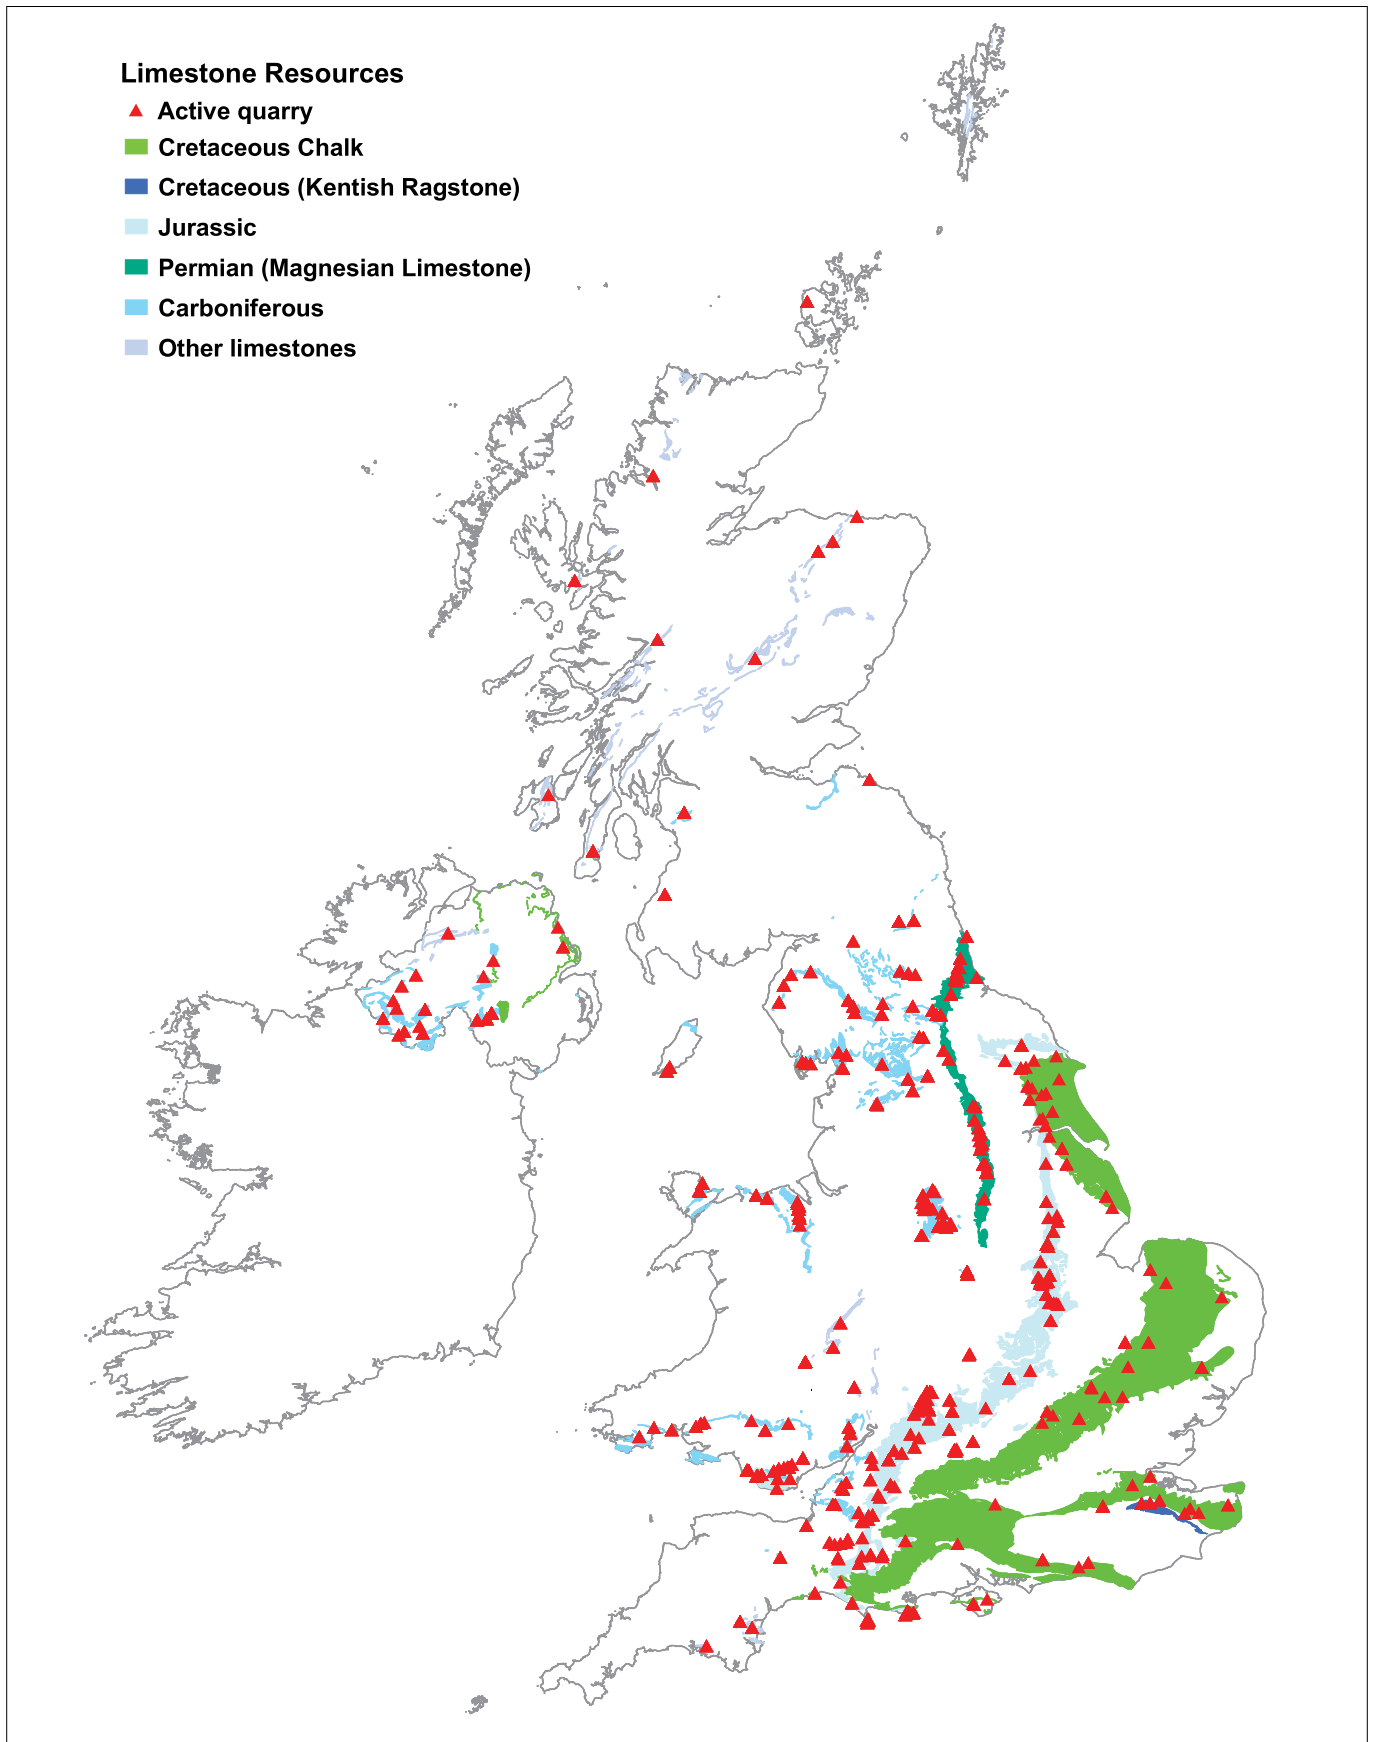 Limestone Resources
Active quarry
Cretaceous Chalk
Cretaceous (Kentish Ragstone)
Jurassic
Permian (Magnesian Limestone)
Carboniferous
Other limestones